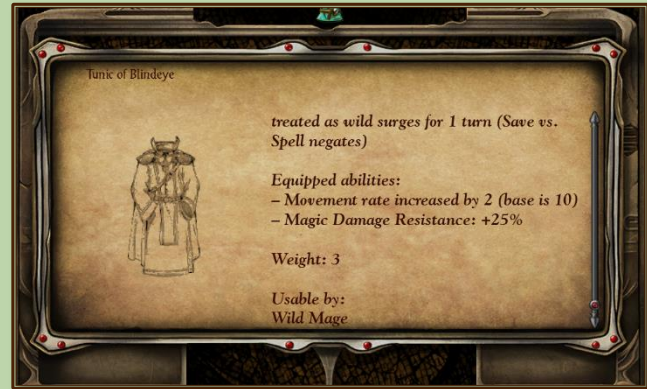 Tunic of Blindeye
treated as wild surges for 1 turn (Save vs.
Spell negates)
Equipped abilities:
– Movement rate increased by 2 (base is 10)
– Magic Damage Resistance: +25%
Weight: 3
Usable by:
Wild Mage